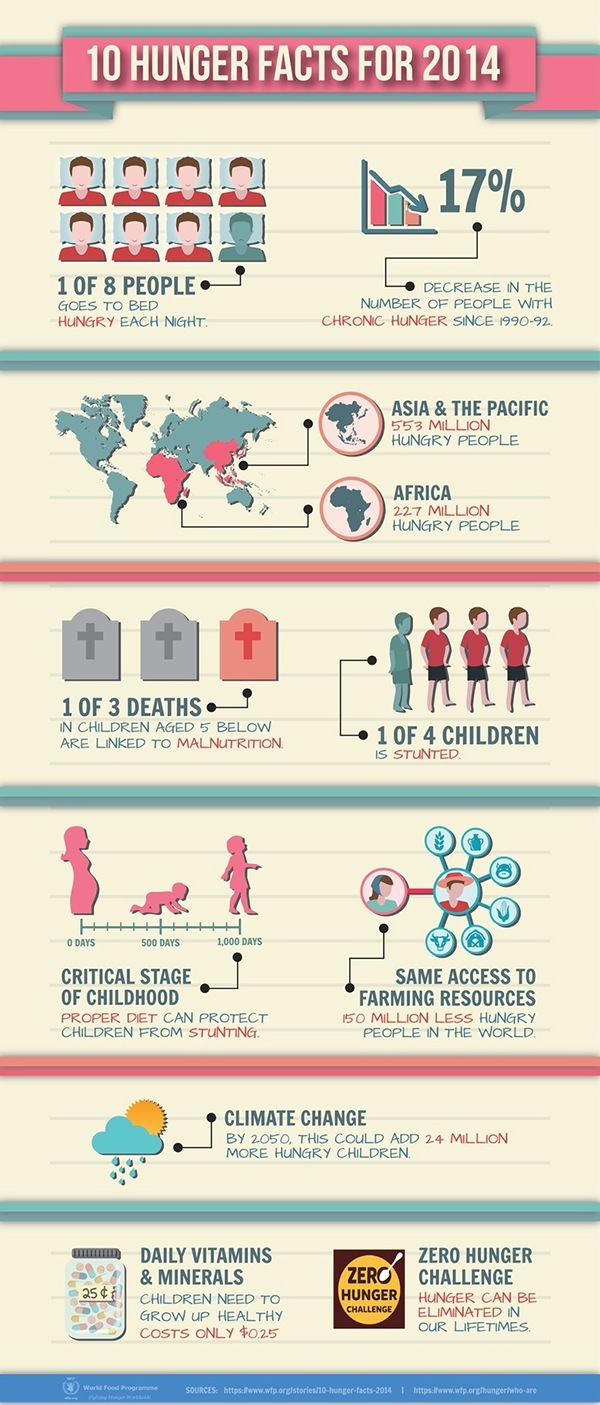 10 HUNGER FACTS FOR 2014
1 OF 8 PEOPLE
GOES TO BED
HUNGRY EACH NIGHT.
17%
DECREASE IN THE
NUMBER OF PEOPLE WITH
CHRONIC HUNGER SINCE 1990-92.
ASIA & THE PACIFIC
553 MILLION
HUNGRY PEOPLE
AFRICA
227 MILLION
HUNGRY PEOPLE
1 OF 3 DEATHS
IN CHILDREN AGED 5 BELOW
ARE LINKED TO MALNUTRITION.
1 OF 4 CHILDREN
IS STUNTED.
0 DAYS 500 DAYS 1,000 DAYS
CRITICAL STAGE
OF CHILDHOOD
PROPER DIET CAN PROTECT
CHILDREN FROM STUNTING.
SAME ACCESS TO
FARMING RESOURCES
150 MILLION LESS HUNGRY
PEOPLE IN THE WORLD.
CLIMATE CHANGE
BY 2050, THIS COULD ADD 24 MILLION
MORE HUNGRY CHILDREN.
25¢
DAILY VITAMINS
& MINERALS
CHILDREN NEED TO
GROW UP HEALTHY
COSTS ONLY $0.25
ZERO
HUNGER
CHALLENGE
ZERO HUNGER
CHALLENGE
HUNGER CAN BE
ELIMINATED IN
OUR LIFETIMES.
WFP
wfp.org
World Food Programme
Fighting Hunger Worldwide
SOURCES: https://www.wfp.org/stories/10-hunger-facts-2014 | https://www.wfp.org/hunger/who-are